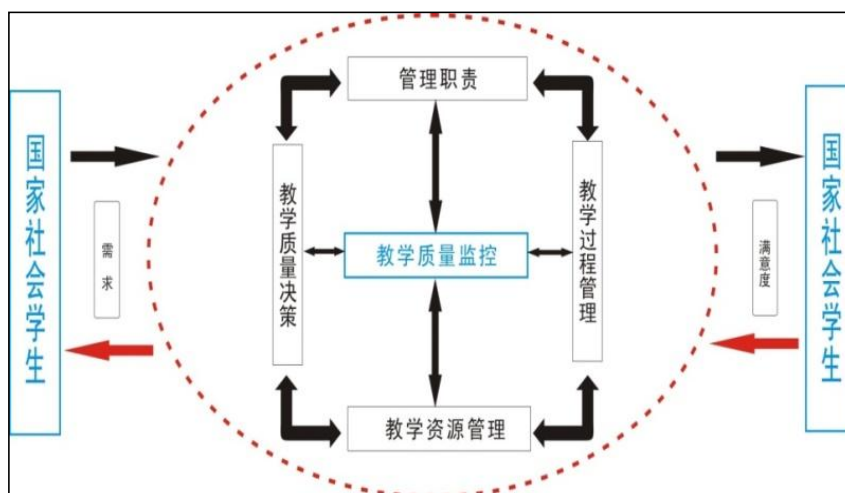 管理职责
国家社会学生
需求
教学质量决策
教学质量监控
教学过程管理
满意度
国家社会学生
教学资源管理